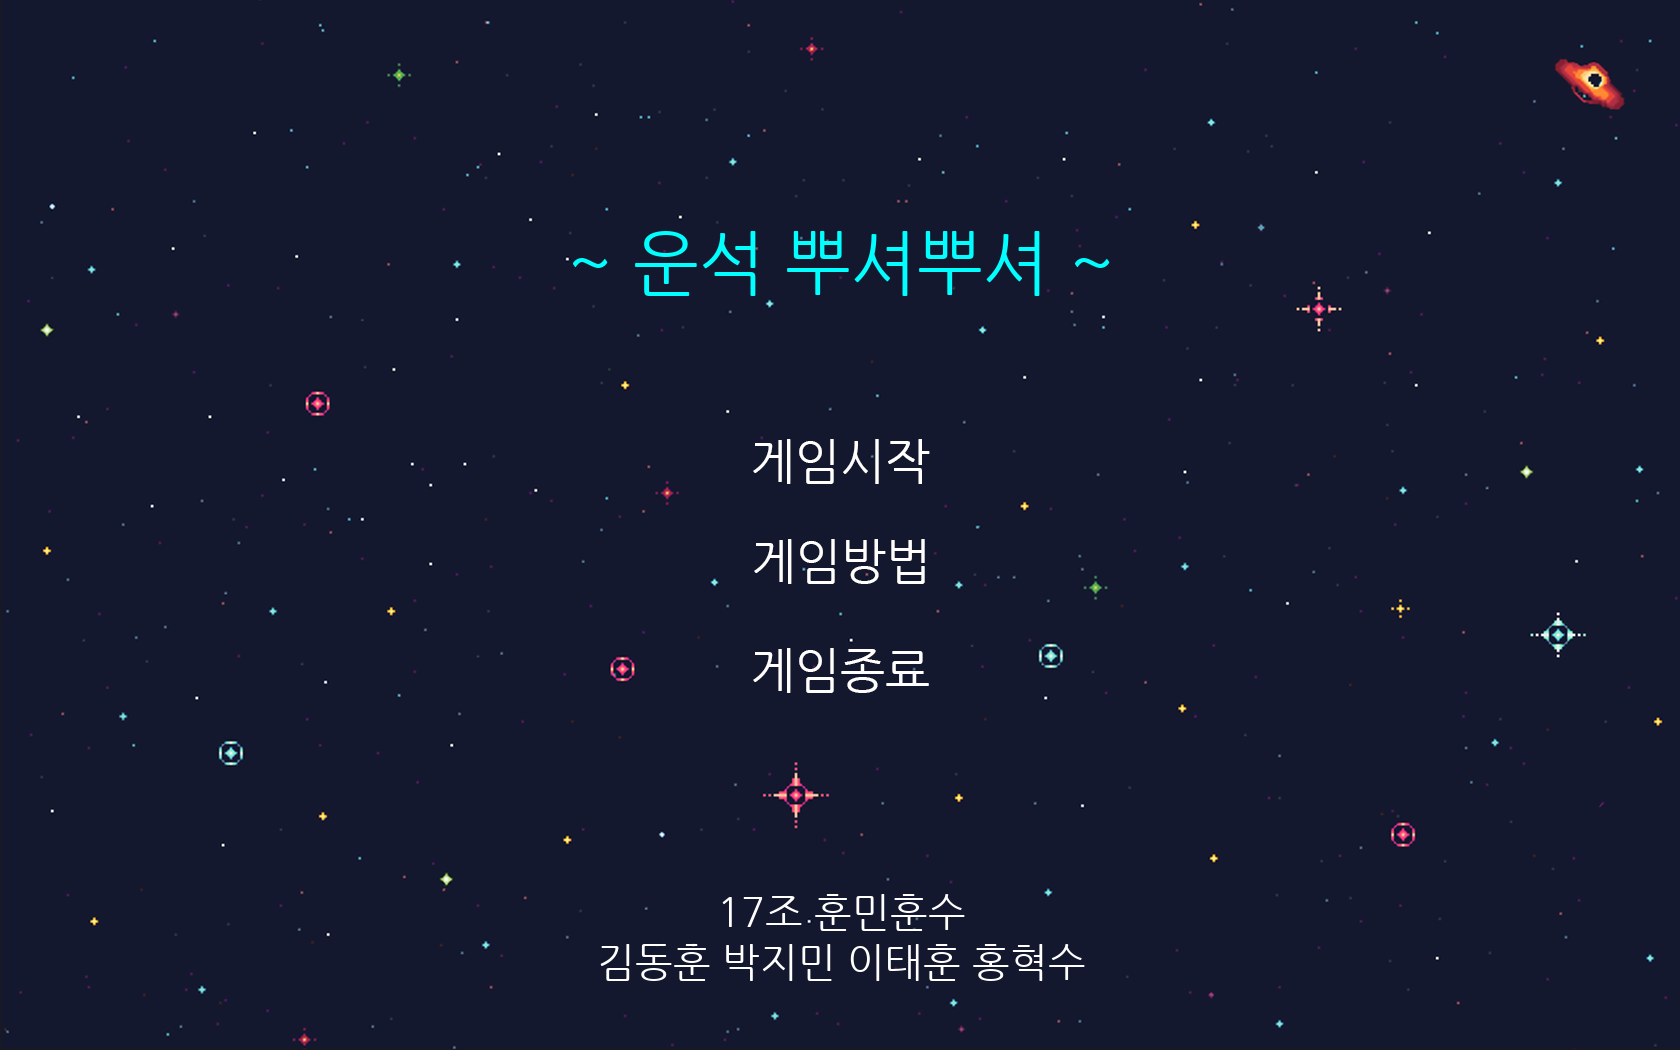 ~ 운석 뿌셔뿌셔 ~
게임시작
게임방법
게임종료
17조.훈민훈수
김동훈 박지민 이태훈 홍혁수